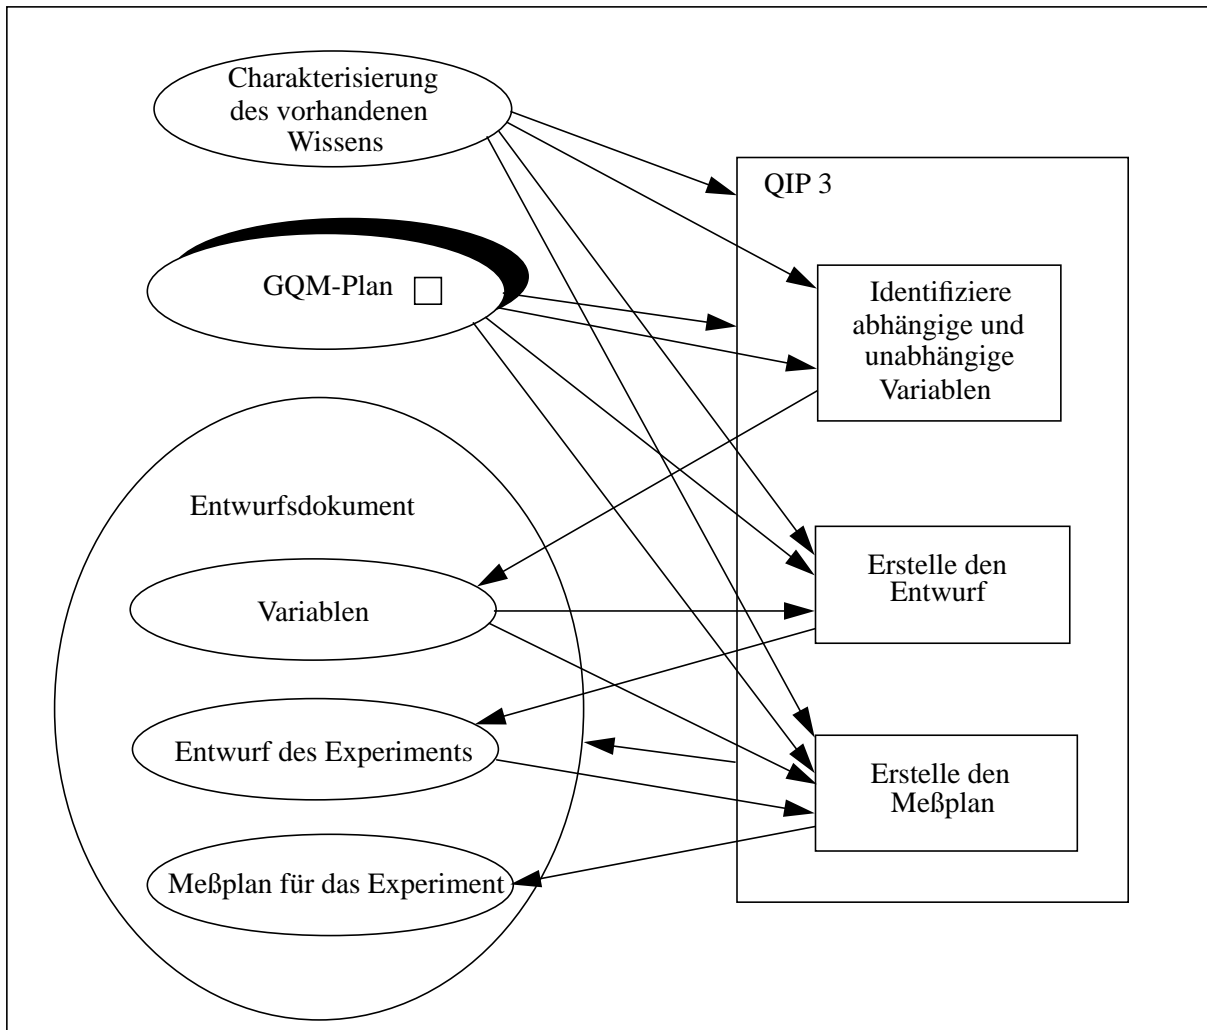 Charakterisierung
des vorhandenen
Wissens
QIP 3
GQM-Plan
Identifiziere
abhängige und
unabhängige
Variablen
Entwurfsdokument
Variablen
Erstelle den
Entwurf
Entwurf des Experiments
Erstelle den
Meßplan
Meßplan für das Experiment